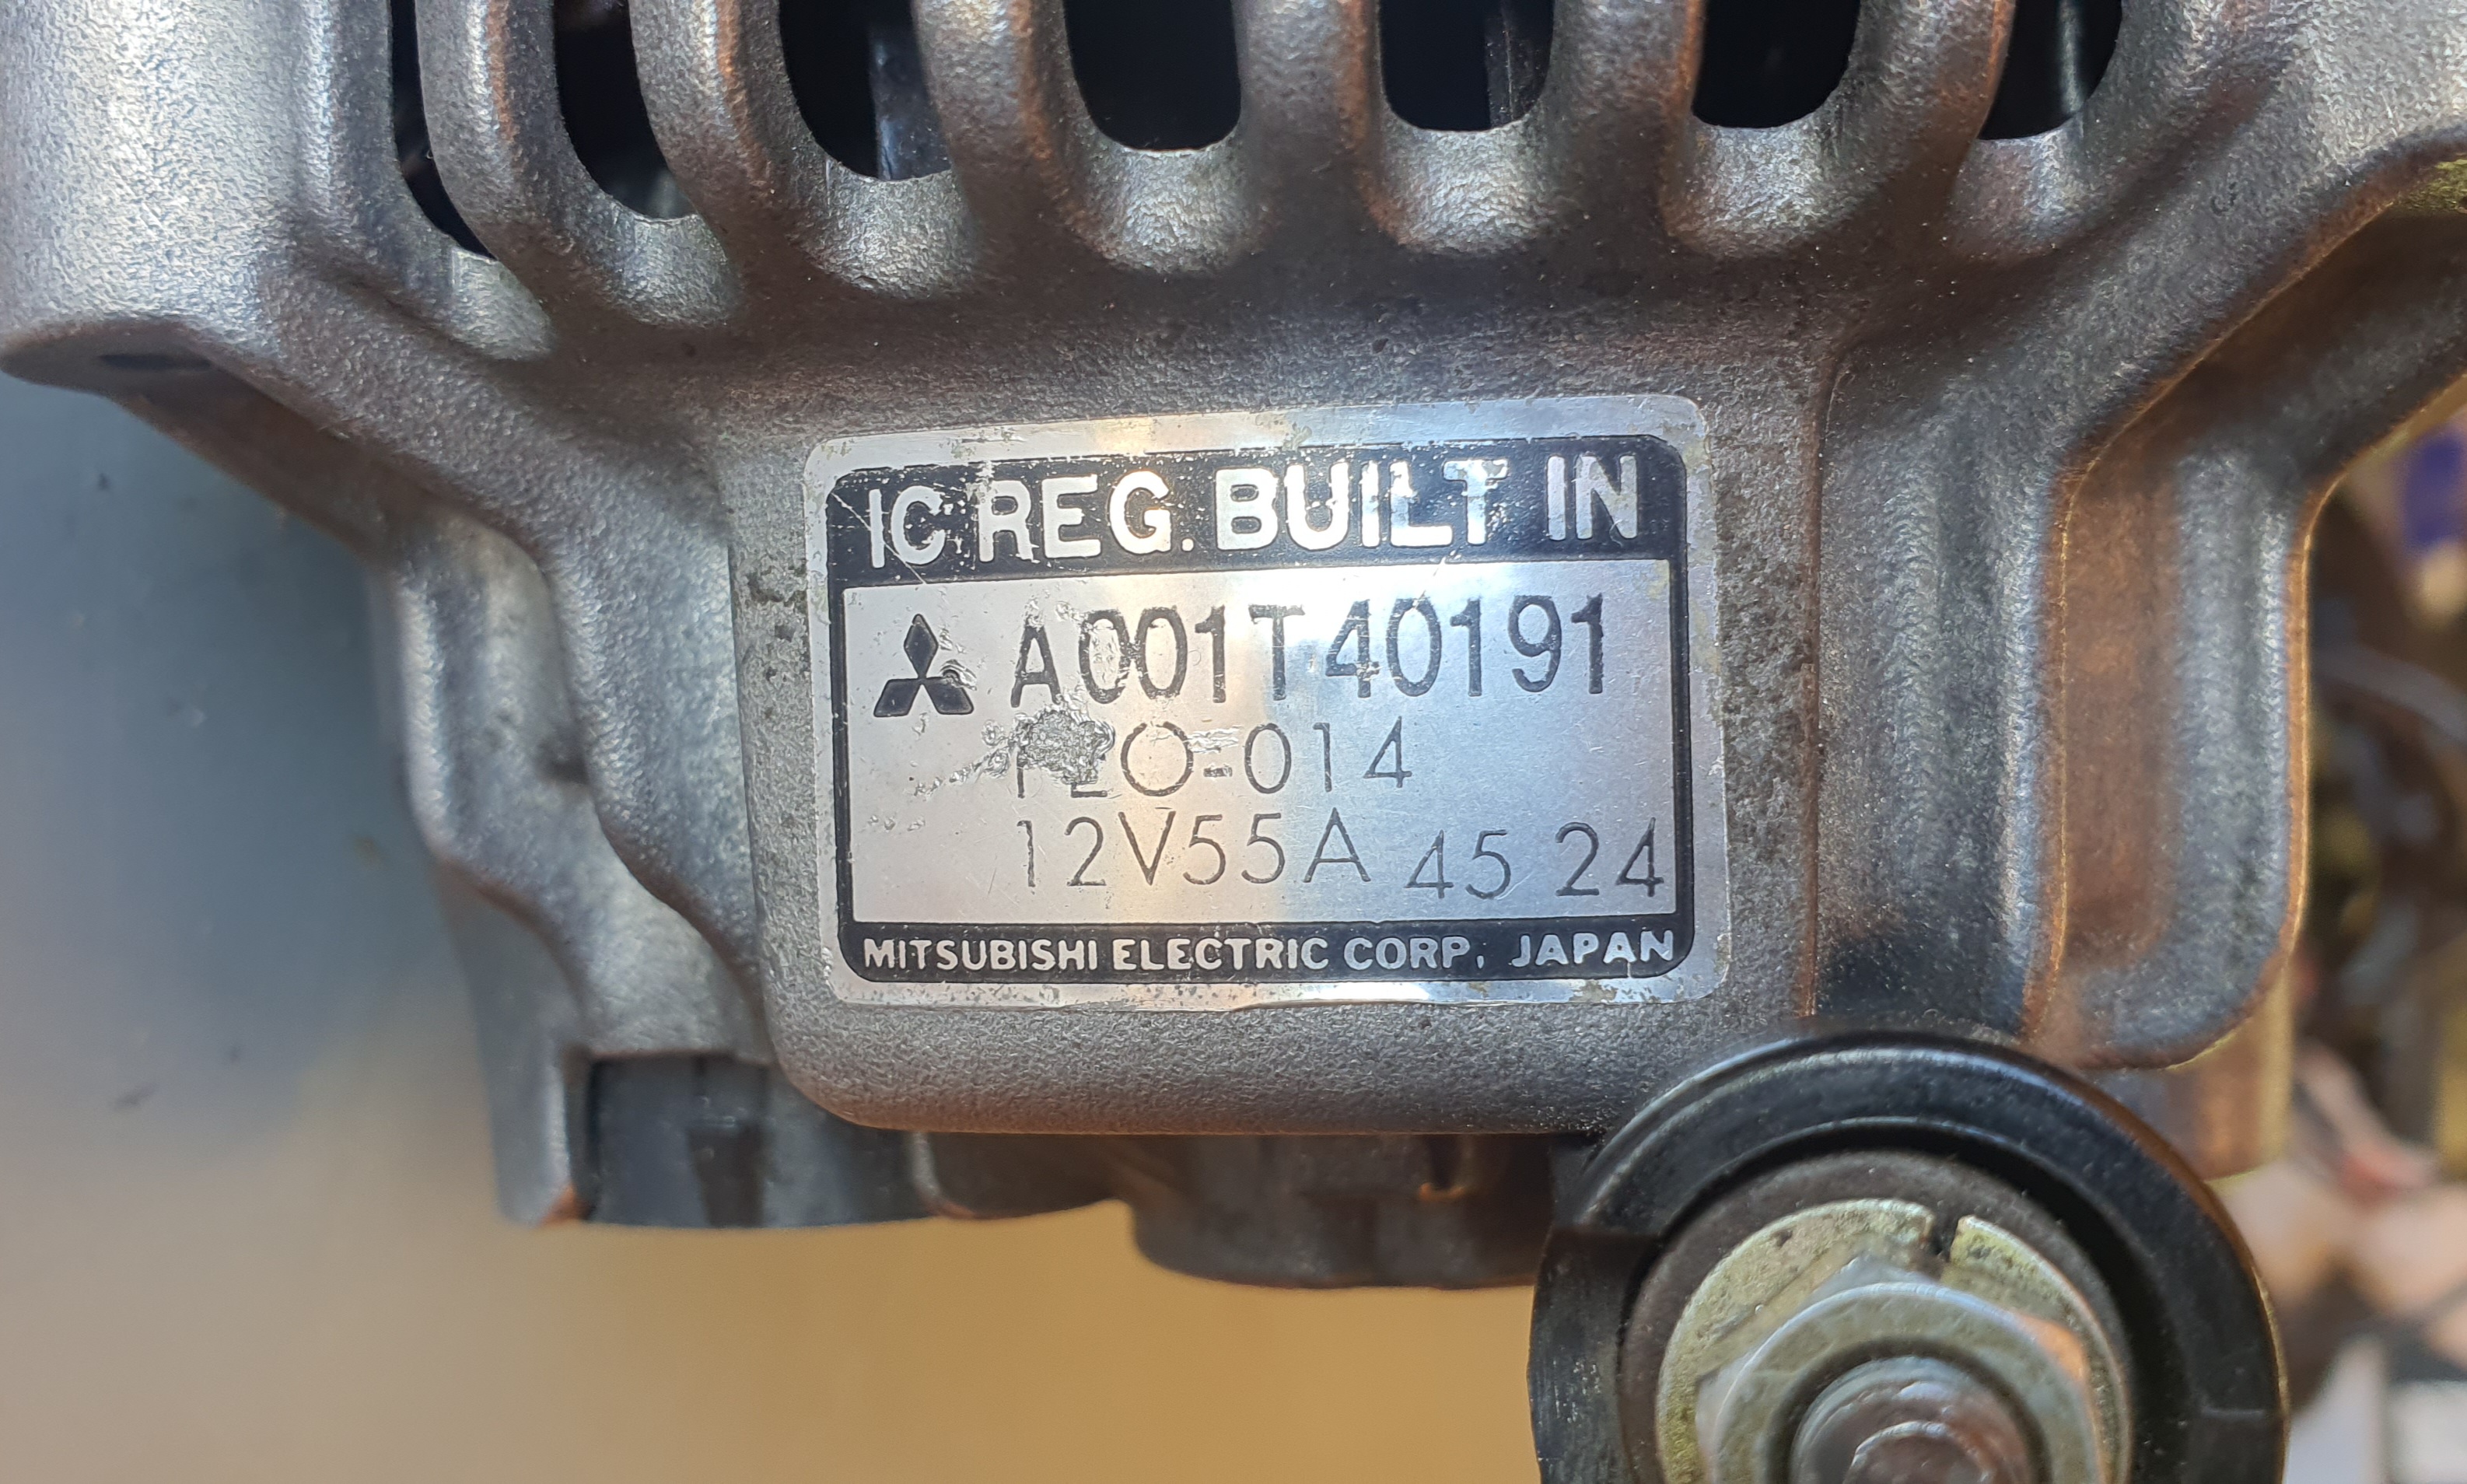 IC REG. BUILT IN
A001T40191
12V55A 45 24
MITSUBISHI ELECTRIC CORP. JAPAN